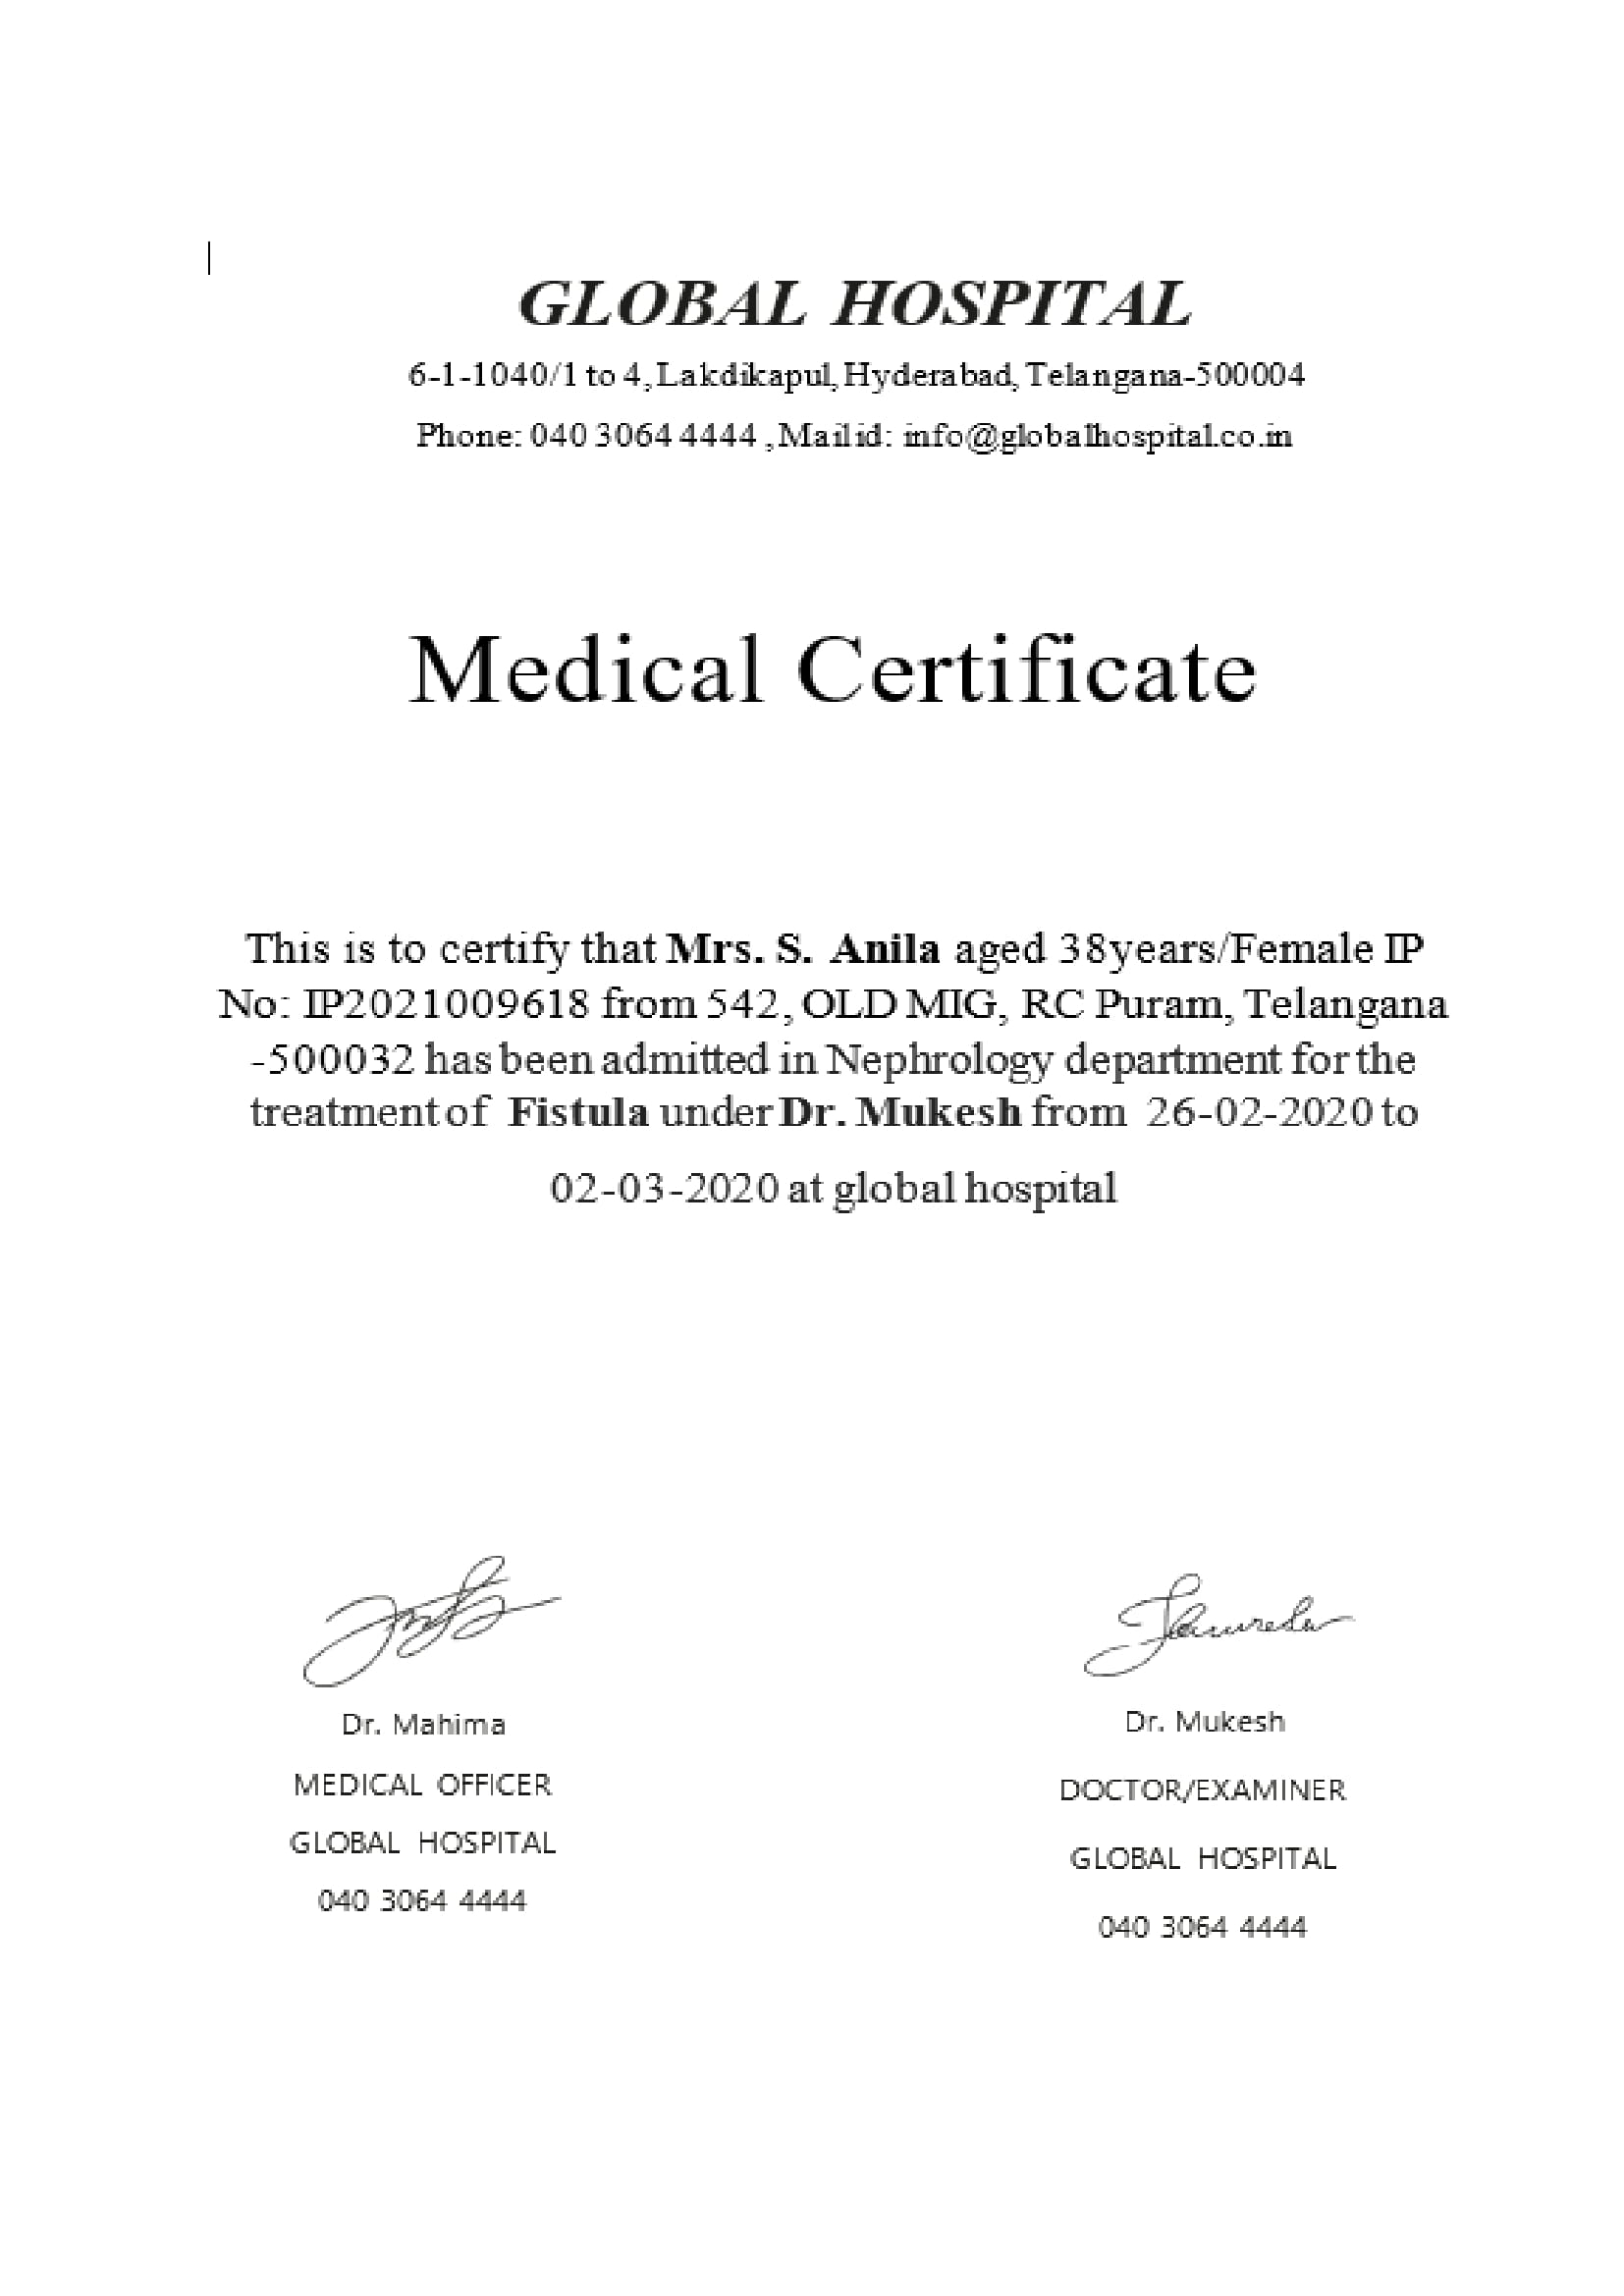 GLOBAL HOSPITAL
6-1-1040/1 to 4, Lakdikapul, Hyderabad, Telangana-500004
Phone: 040 3064 4444 , Mail id: info@globalhospital.co.in
Medical Certificate
This is to certify that Mrs. S. Anila aged 38years/Female IP
No: IP2021009618 from 542, OLD MIG, RC Puram, Telangana
-500032 has been admitted in Nephrology department for the
treatment of Fistula under Dr. Mukesh from 26-02-2020 to
02-03-2020 at global hospital
Dr. Mahima
MEDICAL OFFICER
GLOBAL HOSPITAL
040 3064 4444
Dr. Mukesh
DOCTOR/EXAMINER
GLOBAL HOSPITAL
040 3064 4444